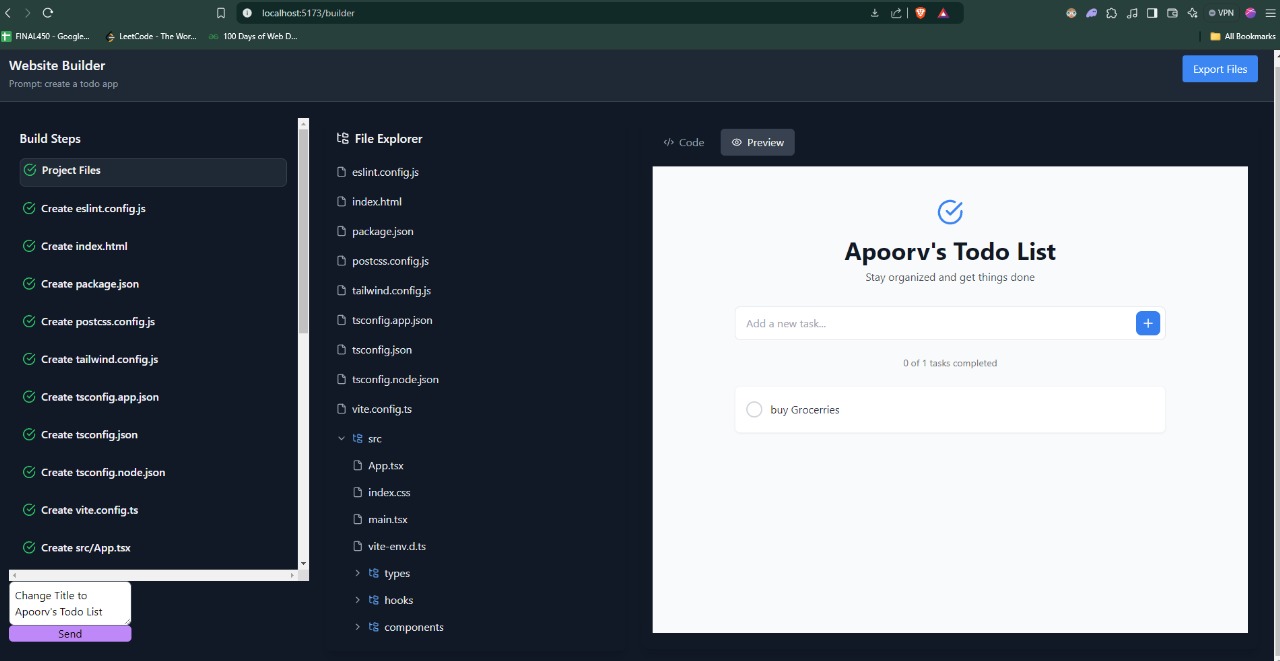 localhost:5173/builder
VPN
FINAL450 - Google...
LeetCode - The Wor...
100 Days of Web D...
All Bookmarks
Website Builder
Prompt: create a todo app
Export Files
Build Steps
Project Files
Create eslint.config.js
Create index.html
Create package.json
Create postcss.config.js
Create tailwind.config.js
Create tsconfig.app.json
Create tsconfig.json
Create tsconfig.node.json
Create vite.config.ts
Create src/App.tsx
Change Title to
Apoorv's Todo List
Send
File Explorer
eslint.config.js
index.html
package.json
postcss.config.js
tailwind.config.js
tsconfig.app.json
tsconfig.json
tsconfig.node.json
vite.config.ts
src
App.tsx
index.css
main.tsx
vite-env.d.ts
types
hooks
components
</> Code
Preview
Apoorv's Todo List
Stay organized and get things done
Add a new task...
0 of 1 tasks completed
buy Grocerries